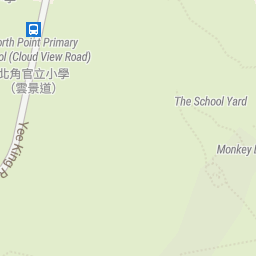 orth Point Primary
ol (Cloud View Road)
北角官立小學
（雲景道）
The School Yard
Monkey
Yee King